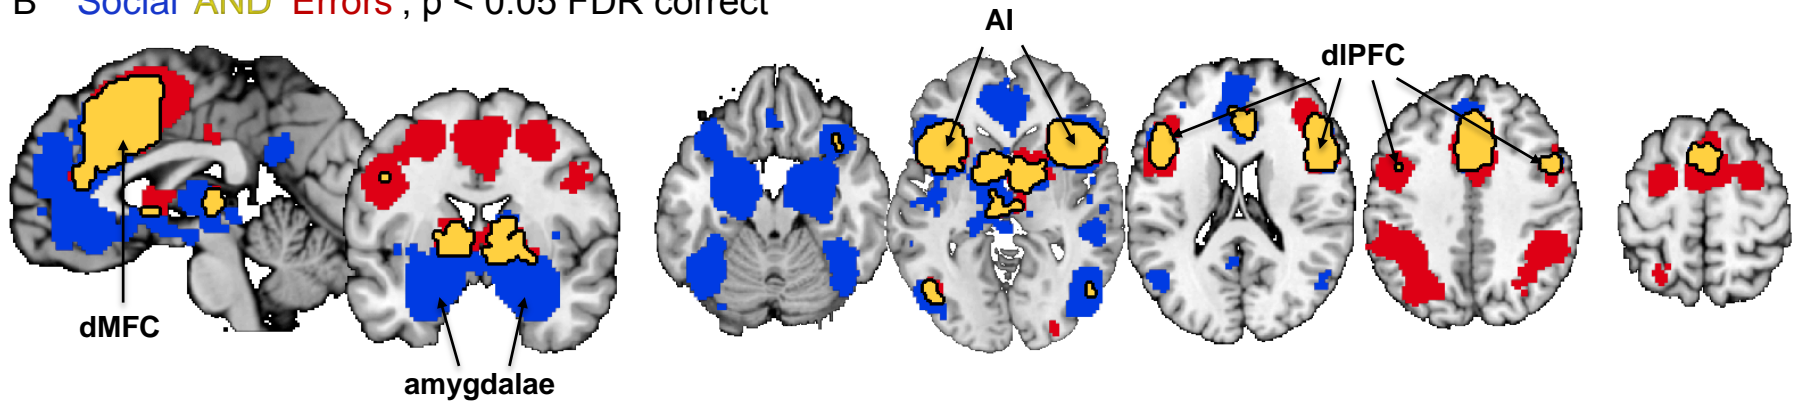 B "Social" AND "Errors", p < 0.05 FDR correct
AI
dlPFC
dMFC
amygdalae